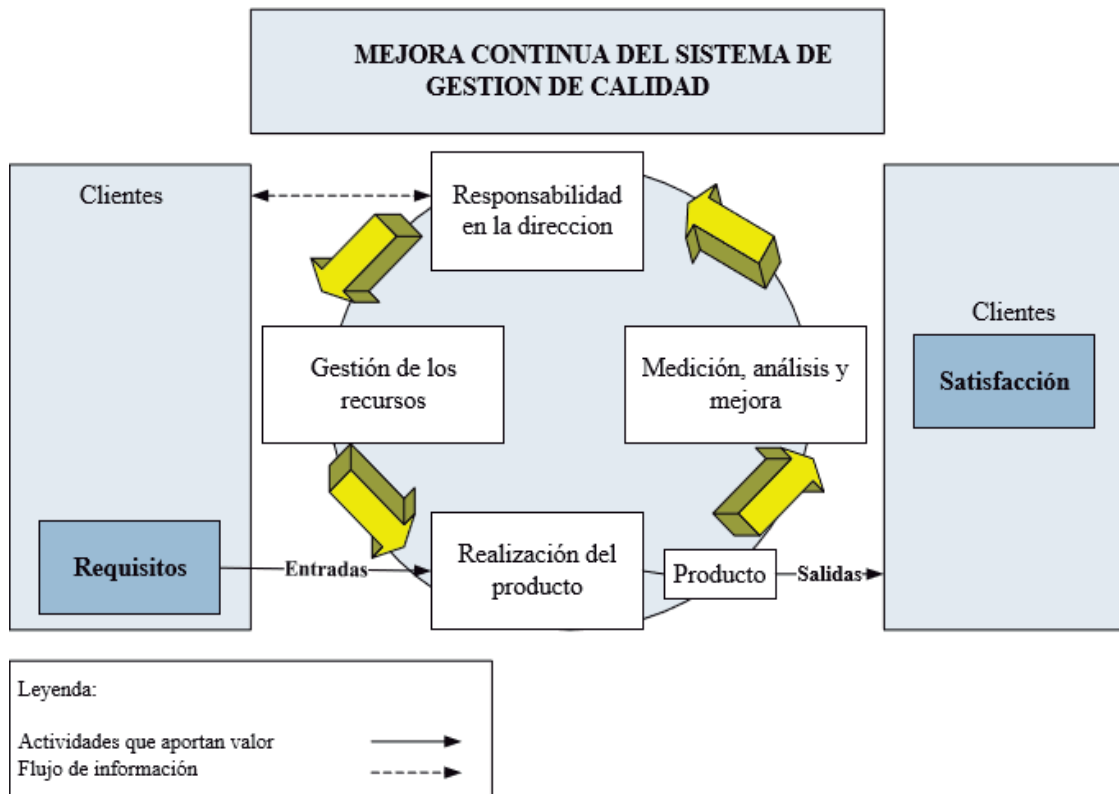 MEJORA CONTINUA DEL SISTEMA DE
GESTION DE CALIDAD
Clientes
Responsabilidad
en la direccion
Gestión de los
recursos
Medición, análisis y
mejora
Clientes
Satisfacción
Requisitos
Entradas
Realización del
producto
Producto
Salidas
Leyenda:
Actividades que aportan valor
Flujo de información